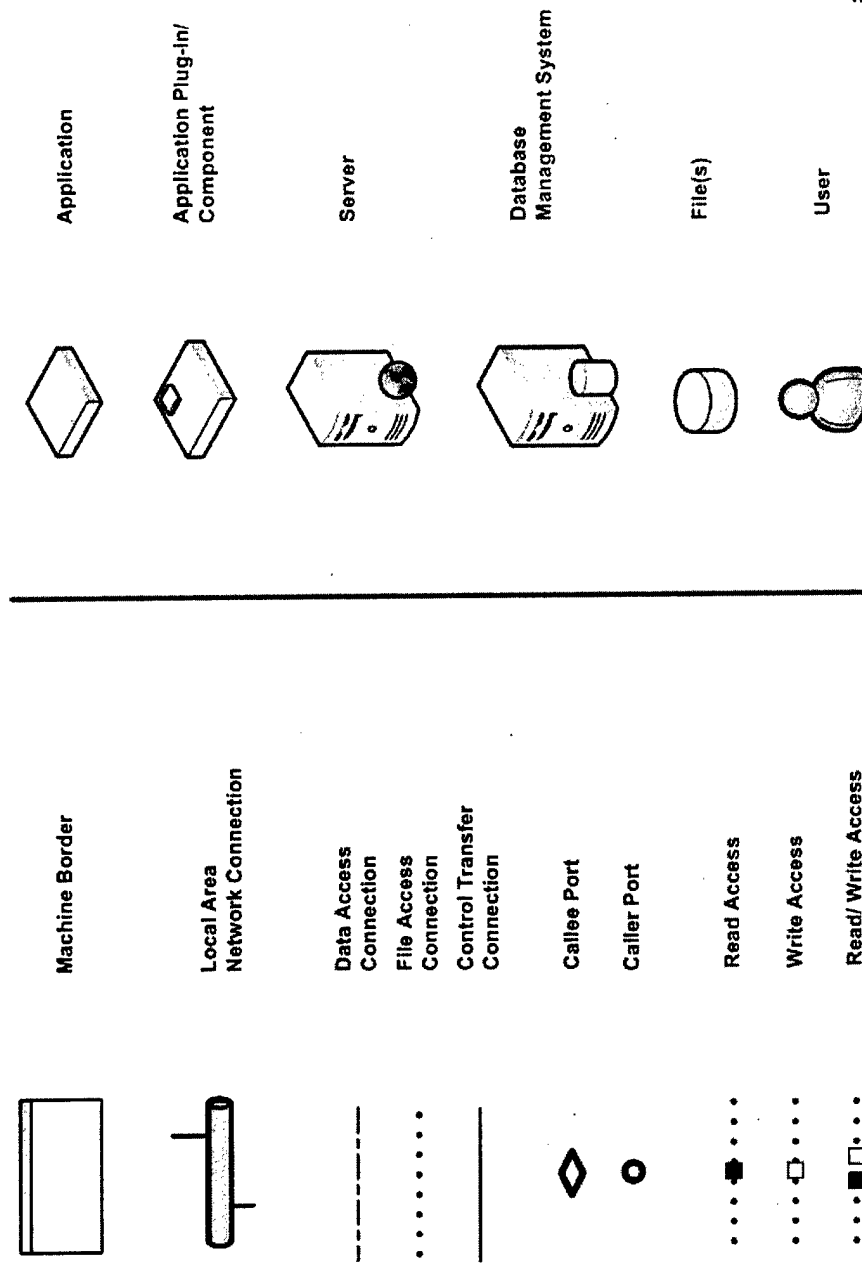 Machine Border
Local Area
Network Connection
Data Access
Connection
File Access
Connection
Control Transfer
Connection
Callee Port
Caller Port
Read Access
Write Access
Read/ Write Access
Application
Application Plug-in/
Component
Server
Database
Management System
File(s)
User